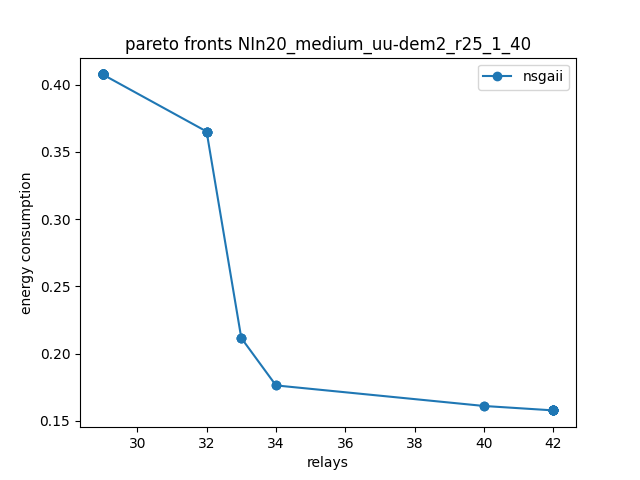 pareto fronts NIn20_medium_uu-dem2_r25_1_40
nsgaii
energy consumption
0.40
0.35
0.30
0.25
0.20
0.15
30 32 34 36 38 40 42
relays